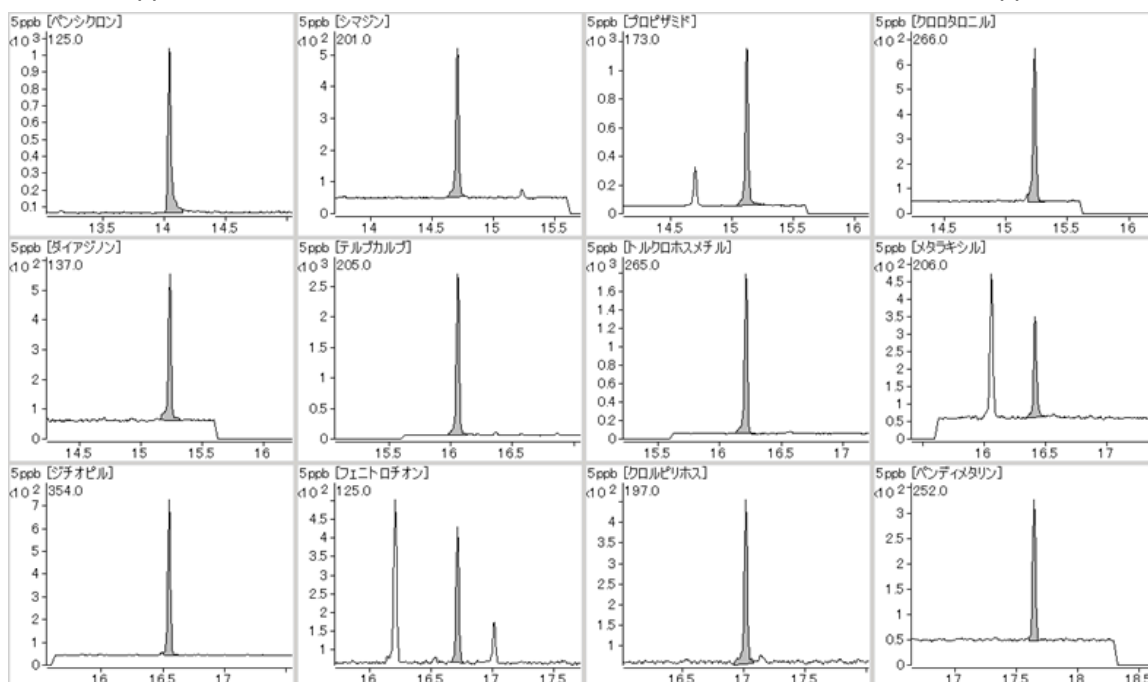 5ppb [ペンシクロン]
x10 3
125.0
1
0.9
0.8
0.7
0.6
0.5
0.4
0.3
0.2
0.1
13.5 14 14.5
5ppb [シマジン]
x10 2
201.0
5
4
3
2
1
0
14 14.5 15 15.5
5ppb [プロピザミド]
x10 3
173.0
1
0.8
0.6
0.4
0.2
0
14.5 15 15.5 16
5ppb [クロロタロニル]
x10 2
266.0
6
5
4
3
2
1
0
14.5 15 15.5 16
5ppb [ダイアジノン]
x10 2
137.0
5
4
3
2
1
0
14.5 15 15.5 16
5ppb [テルブカルブ]
x10 3
205.0
2.5
2
1.5
1
0.5
0
15.5 16 16.5
5ppb [トルクロホスメチル]
x10 3
265.0
1.6
1.4
1.2
1
0.8
0.6
0.4
0.2
0
15.5 16 16.5 17
5ppb [メタラキシル]
x10 2
206.0
4.5
4
3.5
3
2.5
2
1.5
1
0.5
0
16 16.5 17
5ppb [ジチオピル]
x10 2
354.0
7
6
5
4
3
2
1
0
16 16.5 17
5ppb [フェニトロチオン]
x10 2
125.0
4.5
4
3.5
3
2.5
2
1.5
1
16 16.5 17 17.5
5ppb [クロルピリホス]
x10 2
197.0
4
3.5
3
2.5
2
1.5
1
16.5 17 17.5
5ppb [ペンディメタリン]
x10 2
252.0
3
2.5
2
1.5
1
0.5
0
17 17.5 18 18.5